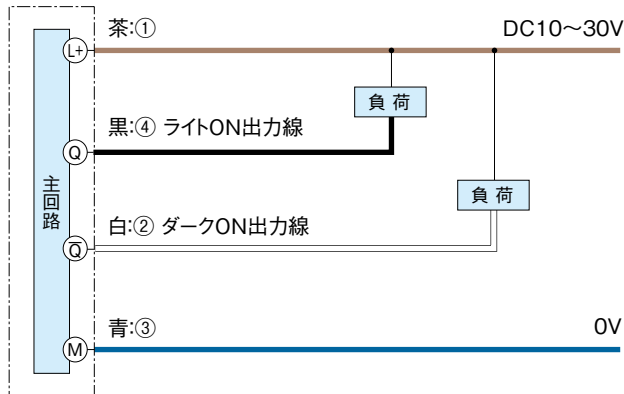 茶:① DC10～30V
L+
負 荷
黒:④ ライトON出力線
Q
負 荷
主回路
白:② ダークON出力線
Q̅
青:③ 0V
M